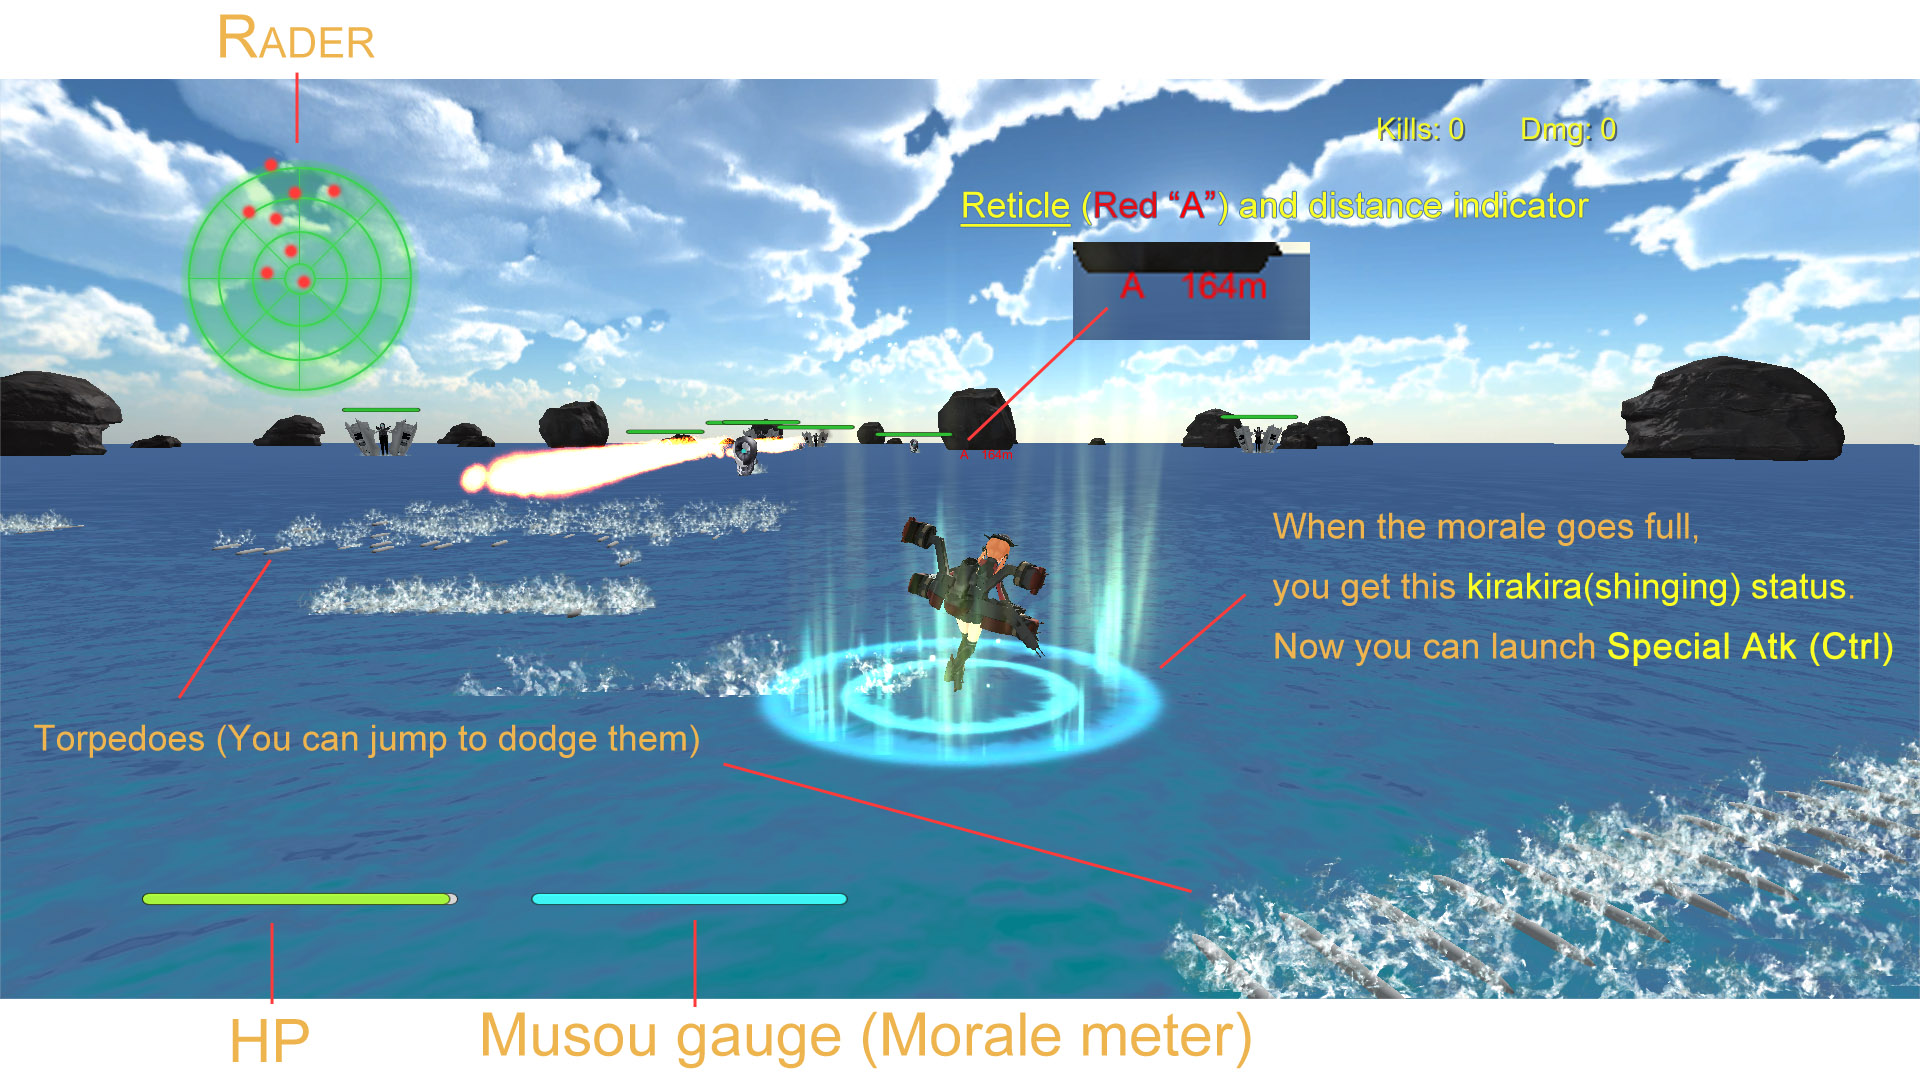 RADER
Kills: 0 Dmg: 0
Reticle (Red “A”) and distance indicator
A 164m
A 164m
When the morale goes full,
you get this kirakira(shinging) status.
Now you can launch Special Atk (Ctrl)
Torpedoes (You can jump to dodge them)
HP
Musou gauge (Morale meter)